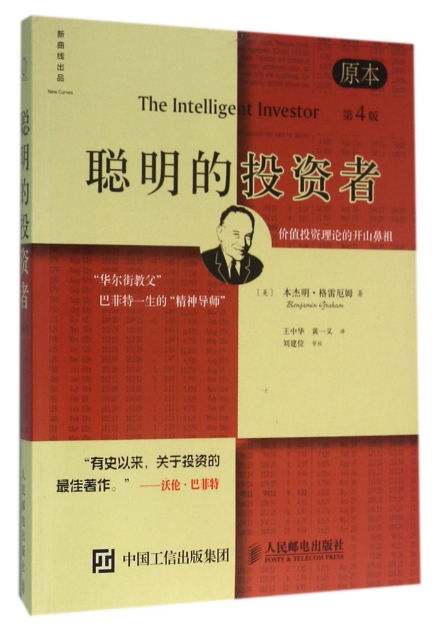 新曲线出品
New Curves
原本
The Intelligent Investor
第4版
聪明的投资者
价值投资理论的开山鼻祖
“华尔街教父”
巴菲特一生的“精神导师”
〔美〕 本杰明·格雷厄姆 著
Benjamin Graham
王中华 黄一义 译
刘建位 审校
“有史以来，关于投资的
最佳著作。”——沃伦·巴菲特
中国工信出版集团
人民邮电出版社
POSTS & TELECOM PRESS
聪明的投资者